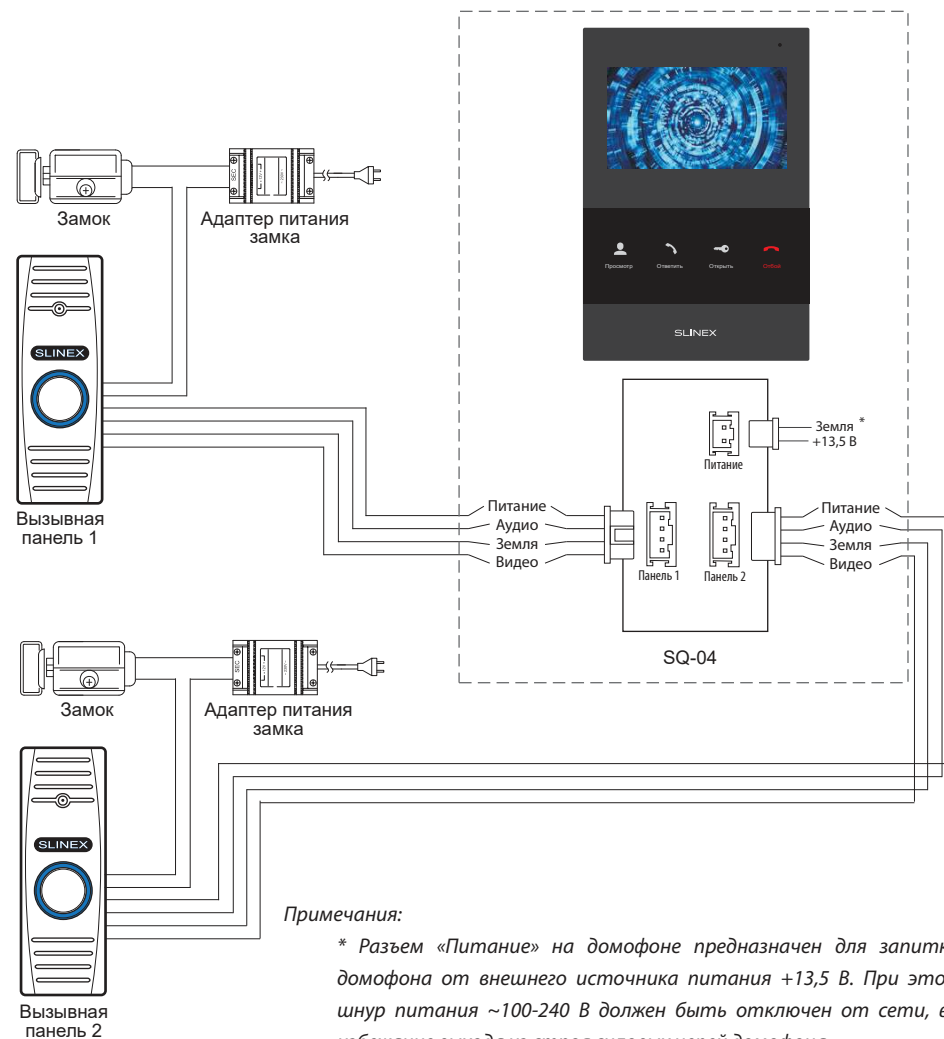 Просмотр Ответить Открыть Отбой
SLINEX
Замок
SEC
Адаптер питания
замка
SLINEX
Вызывная
панель 1
Земля *
+13,5 В
Питание
Питание
Аудио
Земля
Видео
Панель 1
Панель 2
Питание
Аудио
Земля
Видео
SQ-04
Замок
SEC
Адаптер питания
замка
SLINEX
Вызывная
панель 2
Примечания:
* Разъем «Питание» на домофоне предназначен для
домофона от внешнего источника питания +13,5 В. При
шнур питания ~100-240 В должен быть отключен от сети,